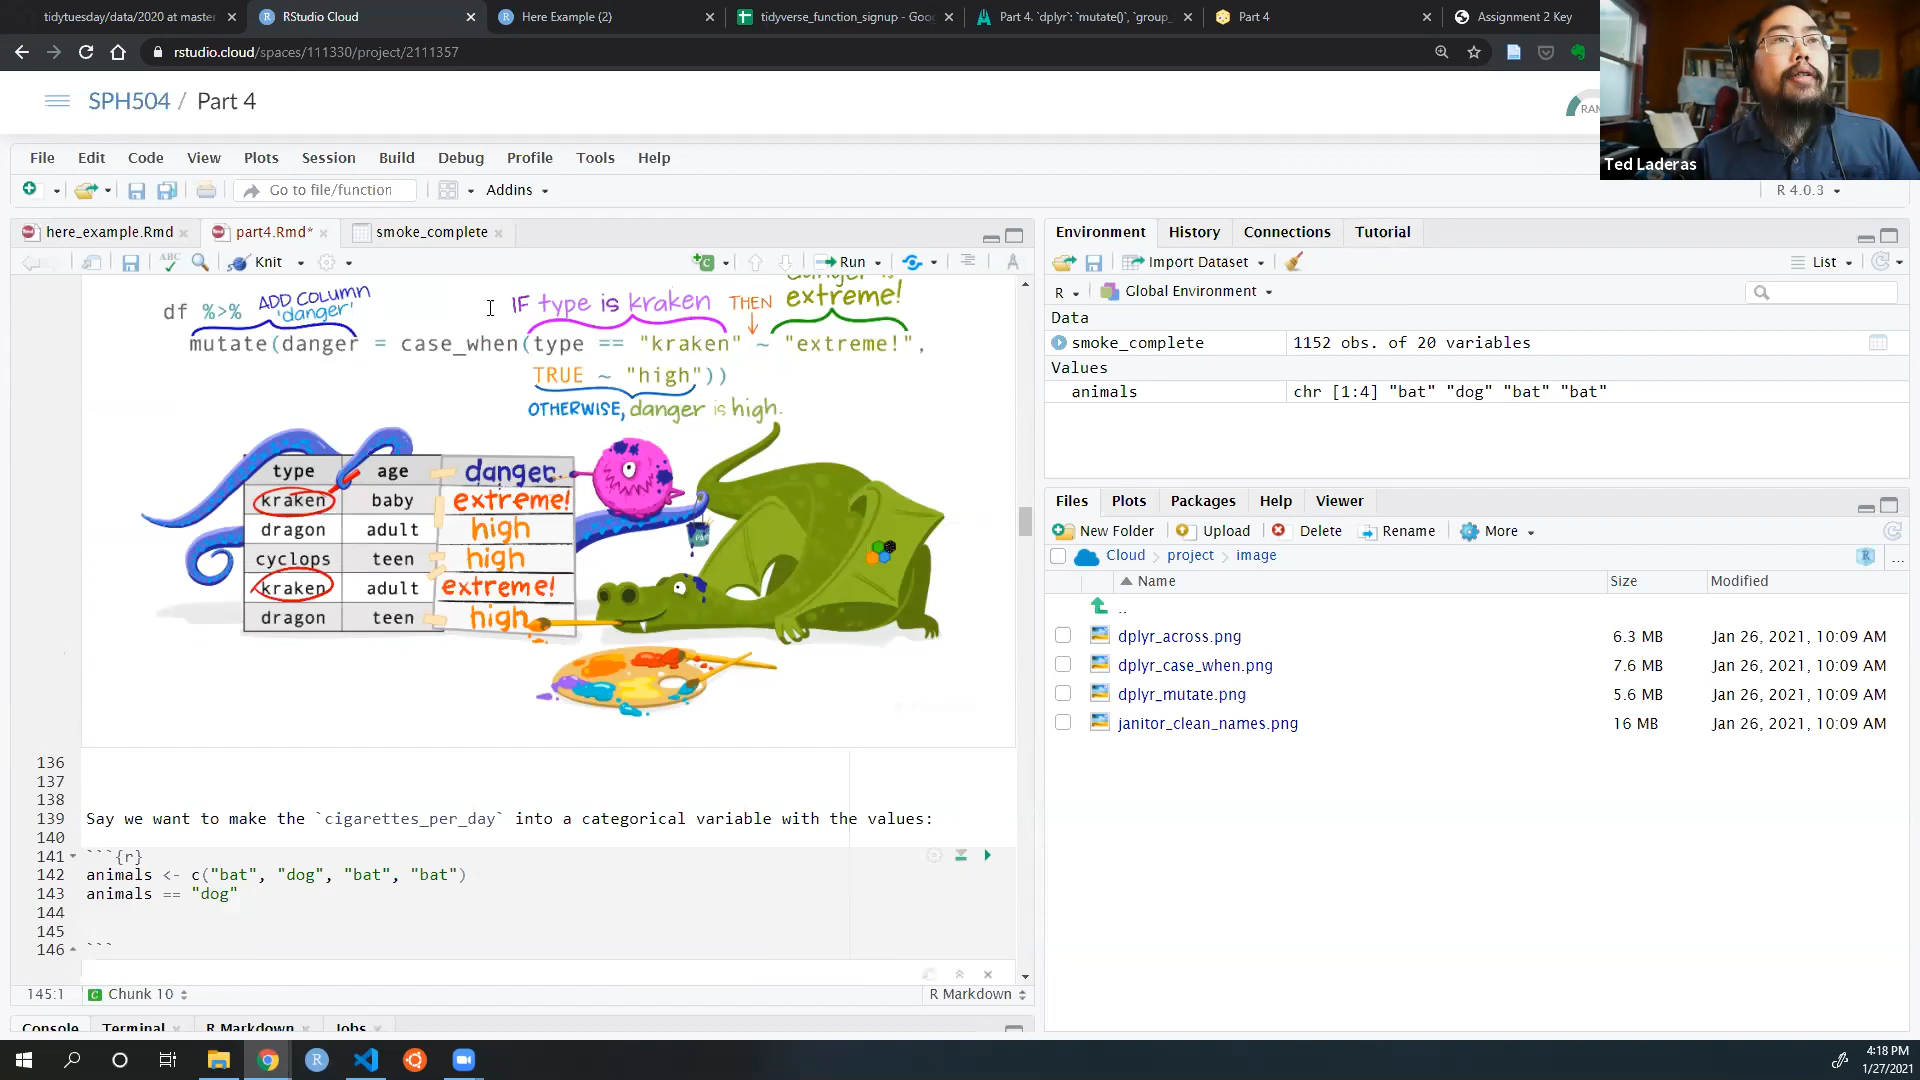 tidytuesday/data/2020 at master
RStudio Cloud
Here Example (2)
tidyverse_function_signup - Goo
Part 4. `dplyr`: `mutate()`, `group_
Part 4
Assignment 2 Key
rstudio.cloud/spaces/111330/project/2111357
SPH504 / Part 4
RAM
Ted Laderas
File Edit Code View Plots Session Build Debug Profile Tools Help
Go to file/function
Addins
R 4.0.3
here_example.Rmd
part4.Rmd*
smoke_complete
ABC
Knit
Run
danger is
df %>%
ADD COLUMN
'danger'
IF type is kraken
THEN
extreme!
mutate(danger = case_when(type == "kraken" ~ "extreme!",
TRUE ~ "high"))
OTHERWISE, danger is high.
type age danger
kraken baby extreme!
dragon adult high
cyclops teen high
kraken adult extreme!
dragon teen high
136
137
138
139 Say we want to make the `cigarettes_per_day` into a categorical variable with the values:
140
141 ```{r}
142 animals <- c("bat", "dog", "bat", "bat")
143 animals == "dog"
144
145
146 ```
145:1 Chunk 10
R Markdown
Console Terminal R Markdown Jobs
Environment History Connections Tutorial
Import Dataset
List
R Global Environment
Data
smoke_complete 1152 obs. of 20 variables
Values
animals chr [1:4] "bat" "dog" "bat" "bat"
Files Plots Packages Help Viewer
New Folder Upload Delete Rename More
Cloud project image
Name Size Modified
..
dplyr_across.png 6.3 MB Jan 26, 2021, 10:09 AM
dplyr_case_when.png 7.6 MB Jan 26, 2021, 10:09 AM
dplyr_mutate.png 5.6 MB Jan 26, 2021, 10:09 AM
janitor_clean_names.png 16 MB Jan 26, 2021, 10:09 AM
4:18 PM
1/27/2021